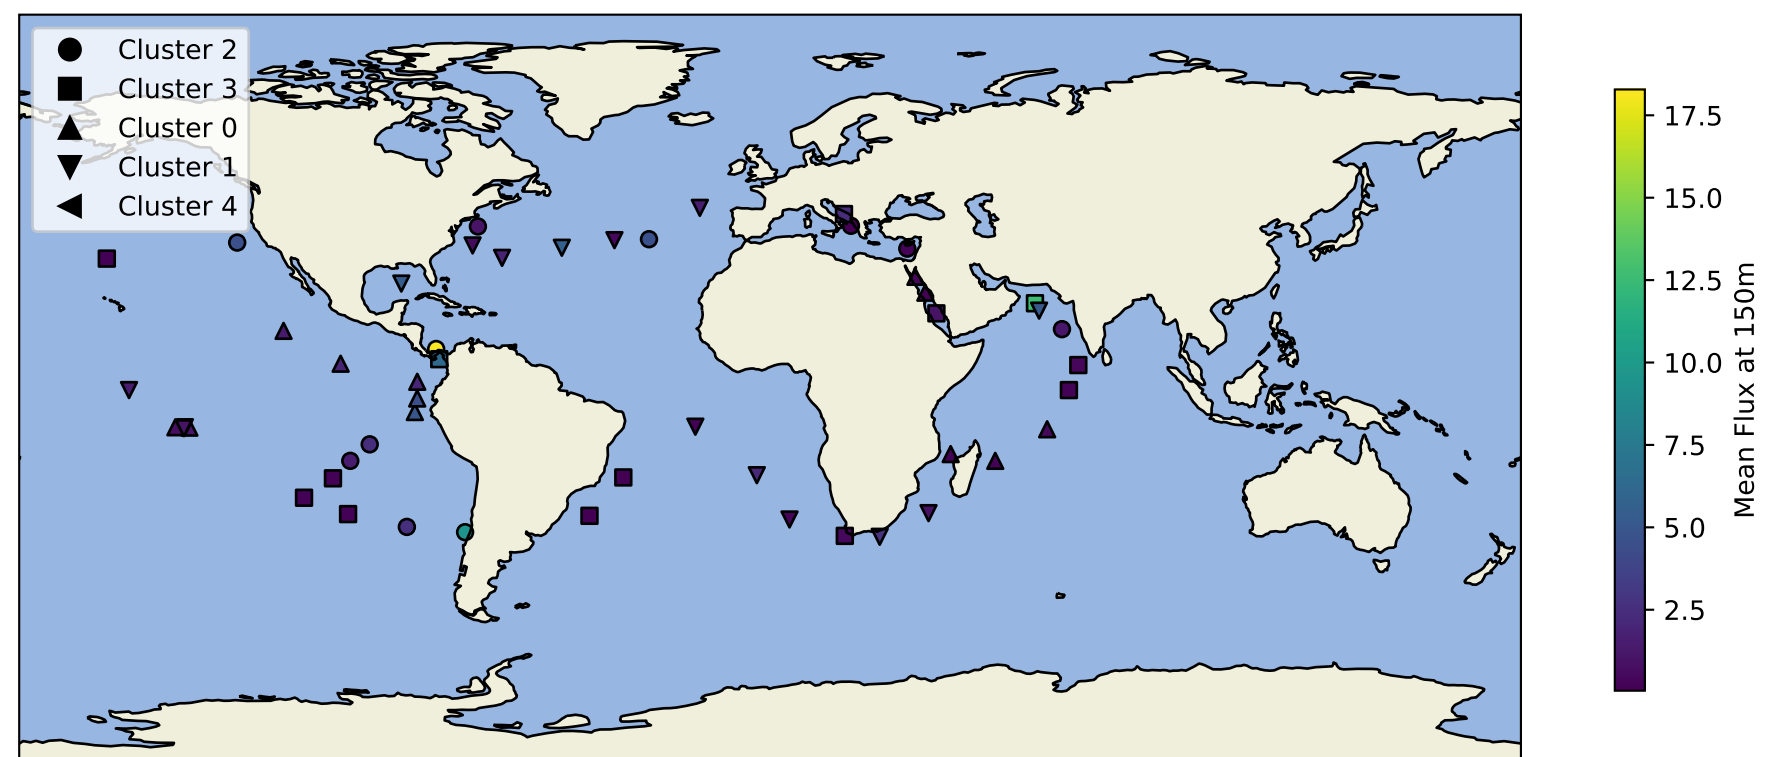 Cluster 2
Cluster 3
Cluster 0
Cluster 1
Cluster 4
17.5
15.0
12.5
10.0
7.5
5.0
2.5
Mean Flux at 150m